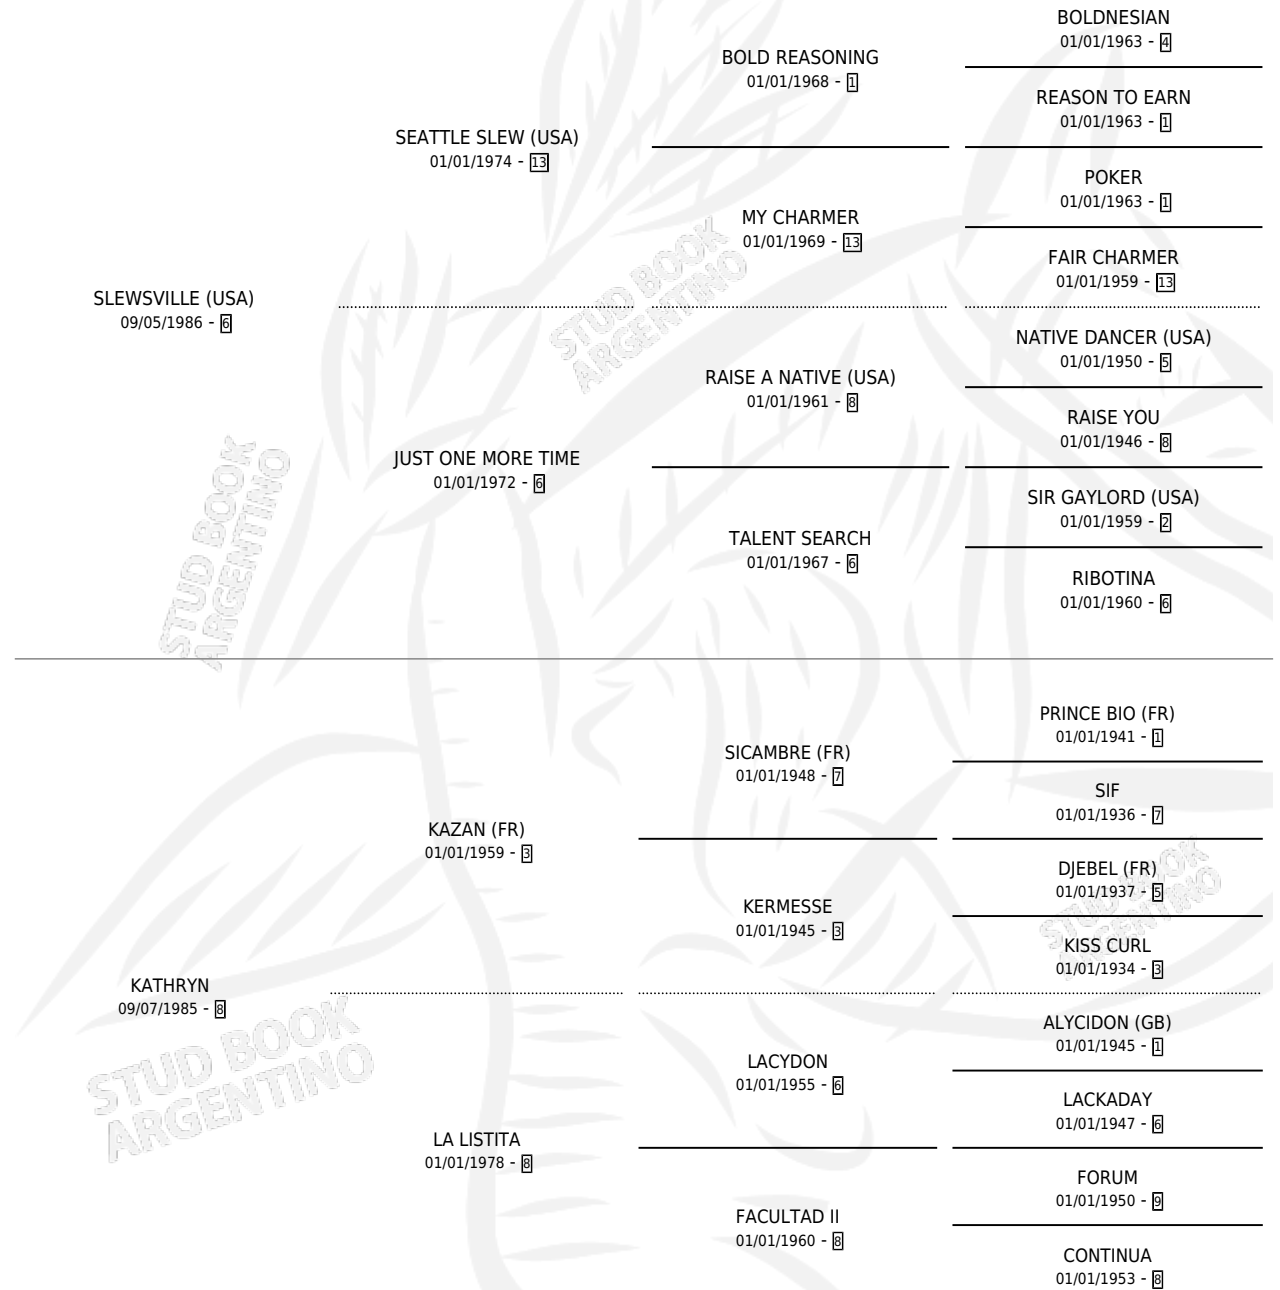 BOLDNESIAN
01/01/1963 - 4
BOLD REASONING
01/01/1968 - 1
REASON TO EARN
01/01/1963 - 1
SEATTLE SLEW (USA)
01/01/1974 - 13
POKER
01/01/1963 - 1
MY CHARMER
01/01/1969 - 13
FAIR CHARMER
01/01/1959 - 13
SLEWSVILLE (USA)
09/05/1986 - 6
NATIVE DANCER (USA)
01/01/1950 - 5
RAISE A NATIVE (USA)
01/01/1961 - 8
RAISE YOU
01/01/1946 - 8
JUST ONE MORE TIME
01/01/1972 - 6
SIR GAYLORD (USA)
01/01/1959 - 2
TALENT SEARCH
01/01/1967 - 6
RIBOTINA
01/01/1960 - 6
PRINCE BIO (FR)
01/01/1941 - 1
SICAMBRE (FR)
01/01/1948 - 7
SIF
01/01/1936 - 7
KAZAN (FR)
01/01/1959 - 3
DJEBEL (FR)
01/01/1937 - 5
KERMESSE
01/01/1945 - 3
KISS CURL
01/01/1934 - 3
KATHRYN
09/07/1985 - 8
ALYCIDON (GB)
01/01/1945 - 1
LACYDON
01/01/1955 - 6
LACKADAY
01/01/1947 - 6
LA LISTITA
01/01/1978 - 8
FORUM
01/01/1950 - 9
FACULTAD II
01/01/1960 - 8
CONTINUA
01/01/1953 - 8
STUD BOOK
ARGENTINO
STUD BOOK
ARGENTINO
STUD BOOK
ARGENTINO
STUD BOOK
ARGENTINO